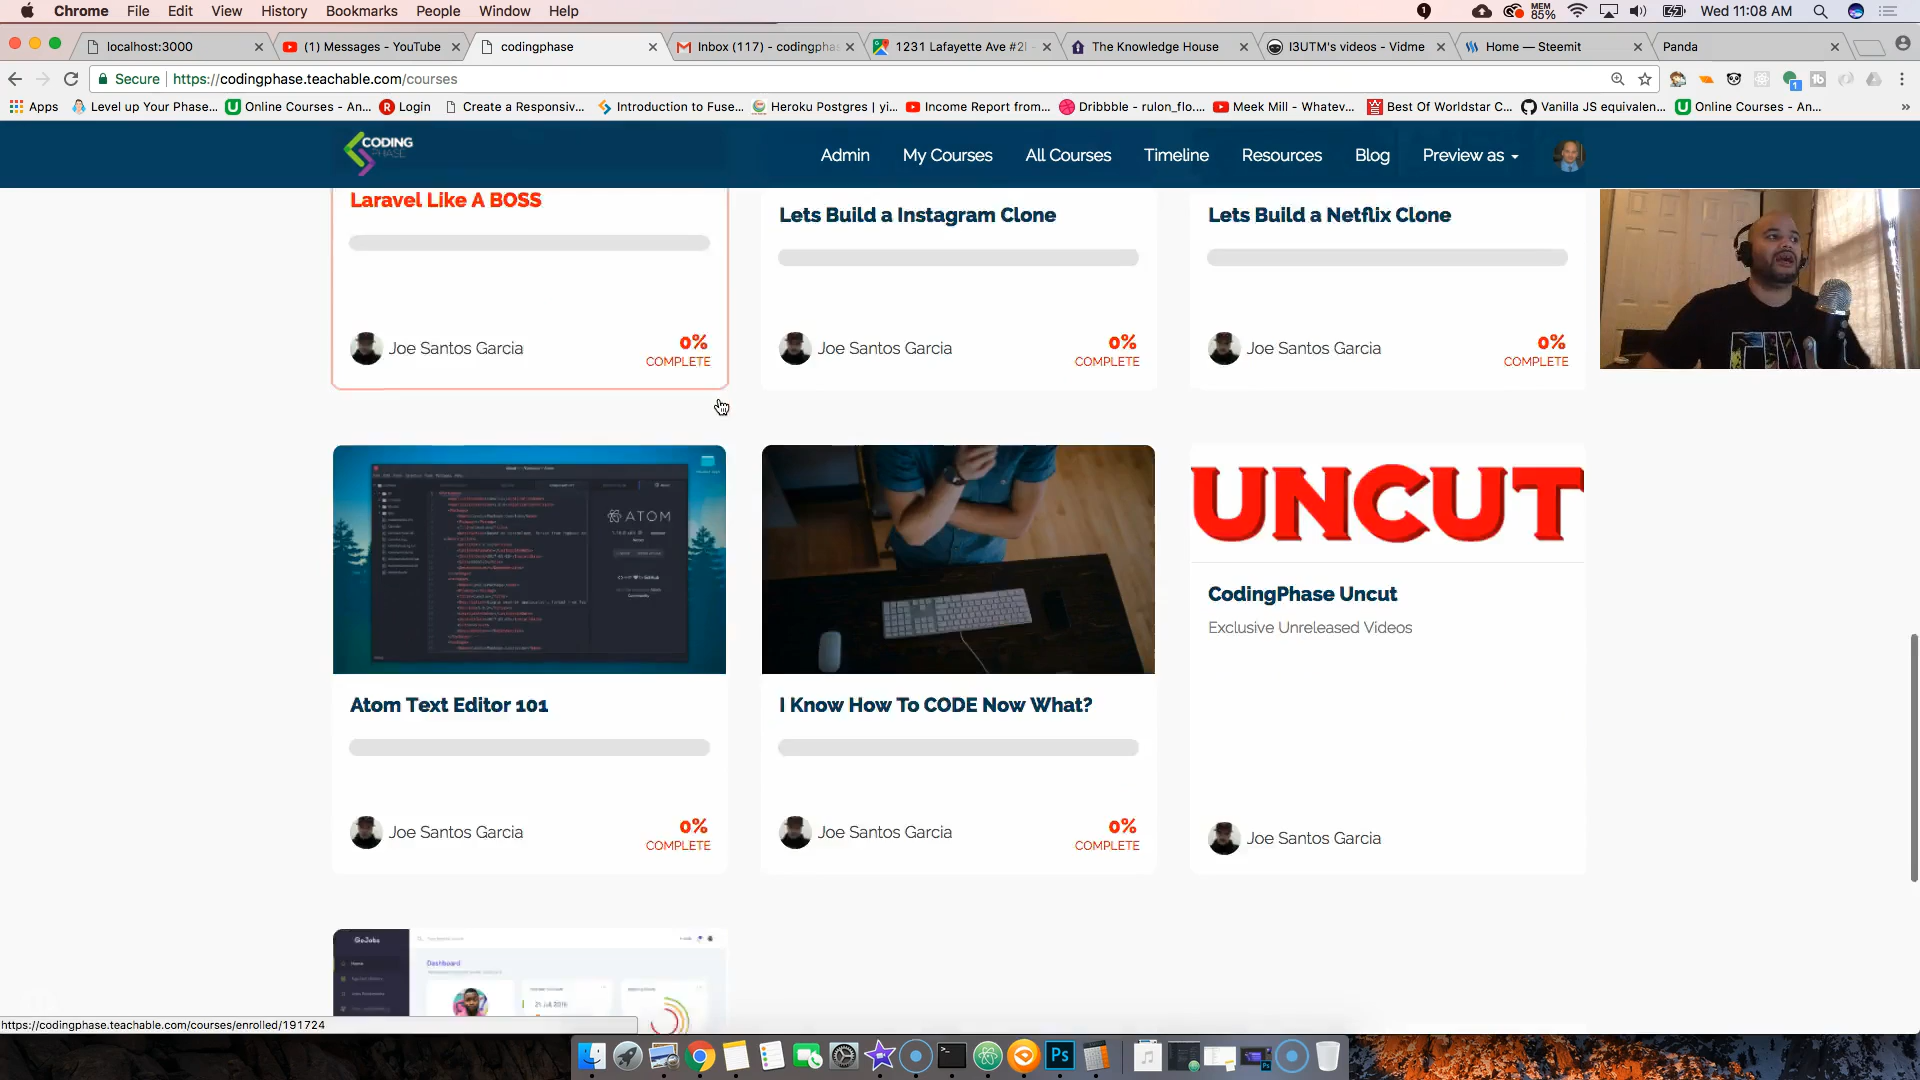 Chrome File Edit View History Bookmarks People Window Help
1 MEM 85% Wed 11:08 AM
localhost:3000
(1) Messages - YouTube
codingphase
Inbox (117) - codingpha
1231 Lafayette Ave #2
The Knowledge House
I3UTM's videos - Vidme
Home — Steemit
Panda
Secure https://codingphase.teachable.com/courses
Apps
Level up Your Phase...
Online Courses - An...
Login
Create a Responsiv...
Introduction to Fuse...
Heroku Postgres | yi...
Income Report from...
Dribbble - rulon_flo...
Meek Mill - Whatev...
Best Of Worldstar C...
Vanilla JS equivalen...
Online Courses - An...
CODING
PHASE
Admin My Courses All Courses Timeline Resources Blog Preview as
Laravel Like A BOSS
Lets Build a Instagram Clone
Lets Build a Netflix Clone
Joe Santos Garcia 0%
COMPLETE
Joe Santos Garcia 0%
COMPLETE
Joe Santos Garcia 0%
COMPLETE
ATOM
UNCUT
CodingPhase Uncut
Exclusive Unreleased Videos
Atom Text Editor 101
I Know How To CODE Now What?
Joe Santos Garcia 0%
COMPLETE
Joe Santos Garcia 0%
COMPLETE
Joe Santos Garcia
GoJobs
Home
Dashboard
https://codingphase.teachable.com/courses/enrolled/191724
Ps